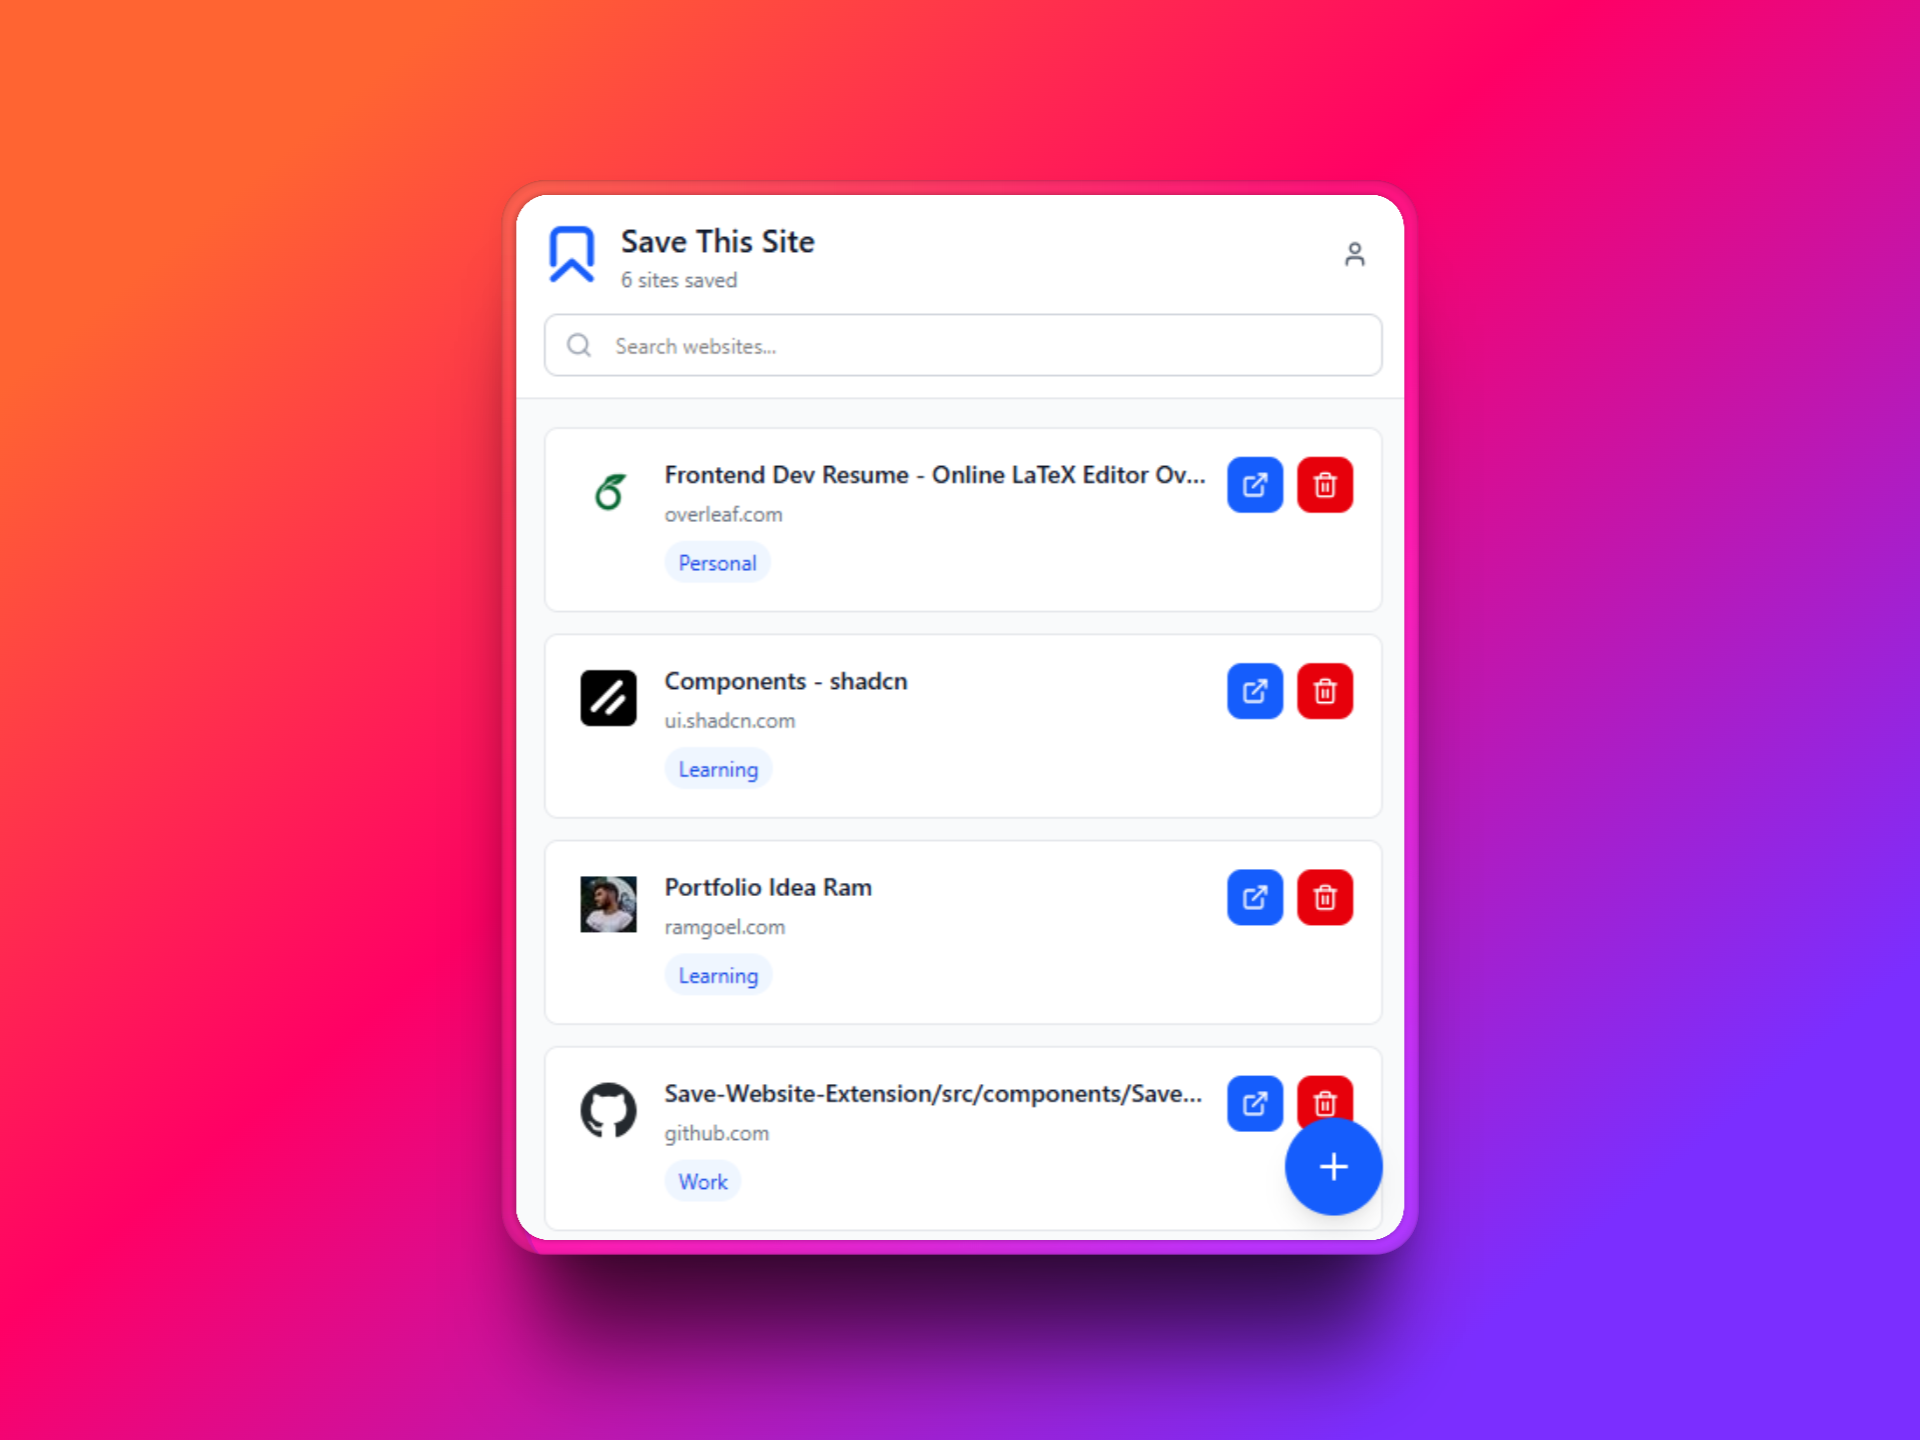 Save This Site
6 sites saved
Search websites...
Frontend Dev Resume - Online LaTeX Editor Ov...
overleaf.com
Personal
Components - shadcn
ui.shadcn.com
Learning
Portfolio Idea Ram
ramgoel.com
Learning
Save-Website-Extension/src/components/Save...
github.com
Work